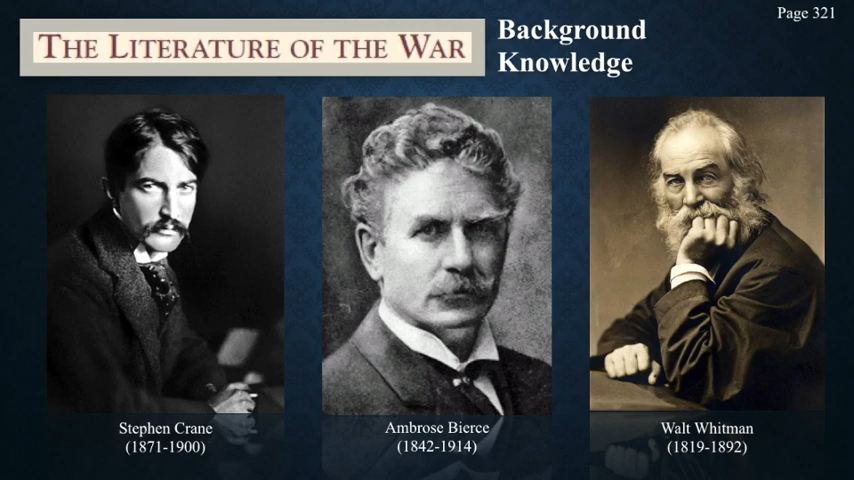 Page 321
THE LITERATURE OF THE WAR
Background
Knowledge
Stephen Crane
(1871-1900)
Ambrose Bierce
(1842-1914)
Walt Whitman
(1819-1892)